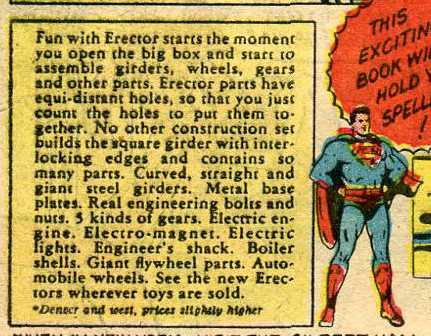 Fun with Erector starts the moment
you open the big box and start to
assemble girders, wheels, gears
and other parts. Erector parts have
equi-distant holes, so that you just
count the holes to put them to-
gether. No other construction set
builds the square girder with inter-
locking edges and contains so
many parts. Curved, straight and
giant steel girders. Metal base
plates. Real engineering bolts and
nuts. 5 kinds of gears. Electric en-
gine. Electro-magnet. Electric
lights. Engineer's shack. Boiler
shells. Giant flywheel parts. Auto-
mobile wheels. See the new Erec-
tors wherever toys are sold.
*Denver and west, prices slightly higher
THIS
EXCITIN
BOOK WI
HOLD Y
SPELL
!
S